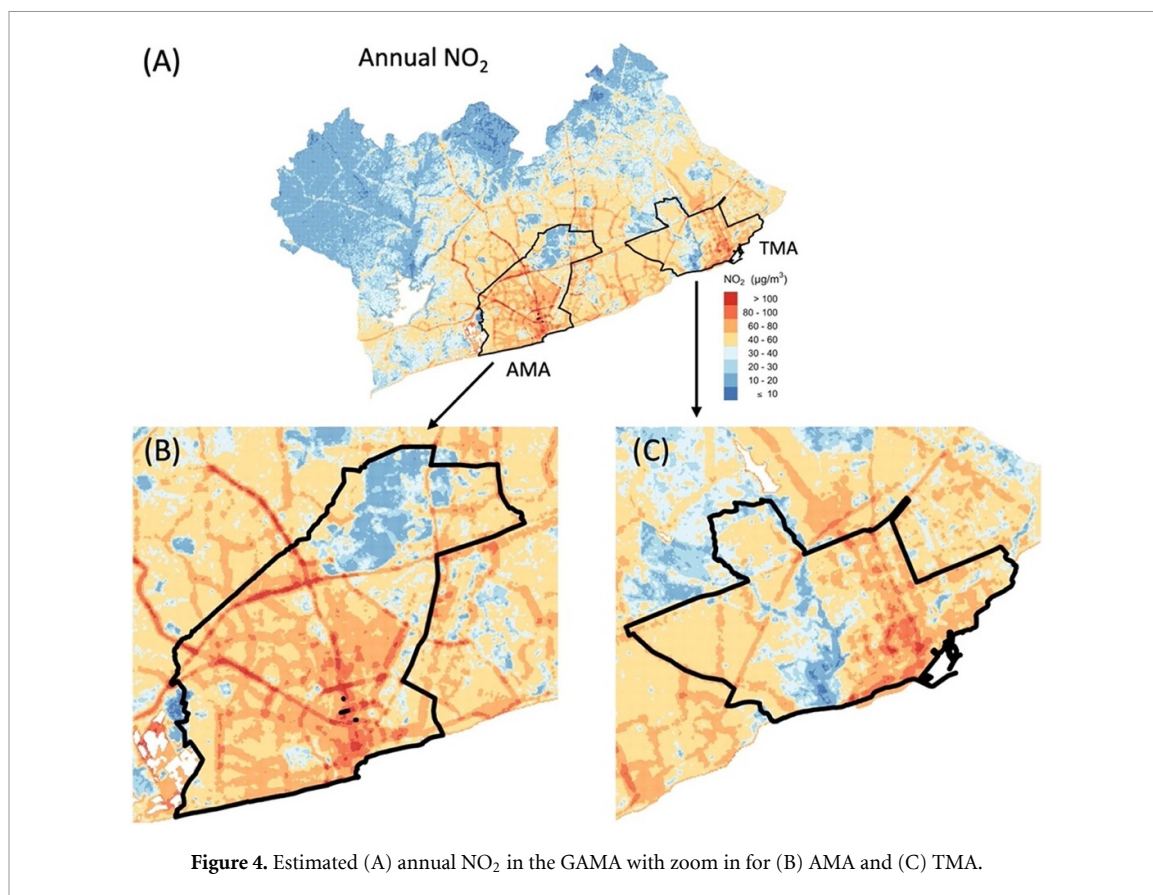 (A)
Annual NO₂
TMA
NO₂ (µg/m³)
> 100
80 - 100
60 - 80
40 - 60
30 - 40
20 - 30
10 - 20
≤ 10
AMA
(B)
(C)
Figure 4. Estimated (A) annual NO₂ in the GAMA with zoom in for (B) AMA and (C) TMA.